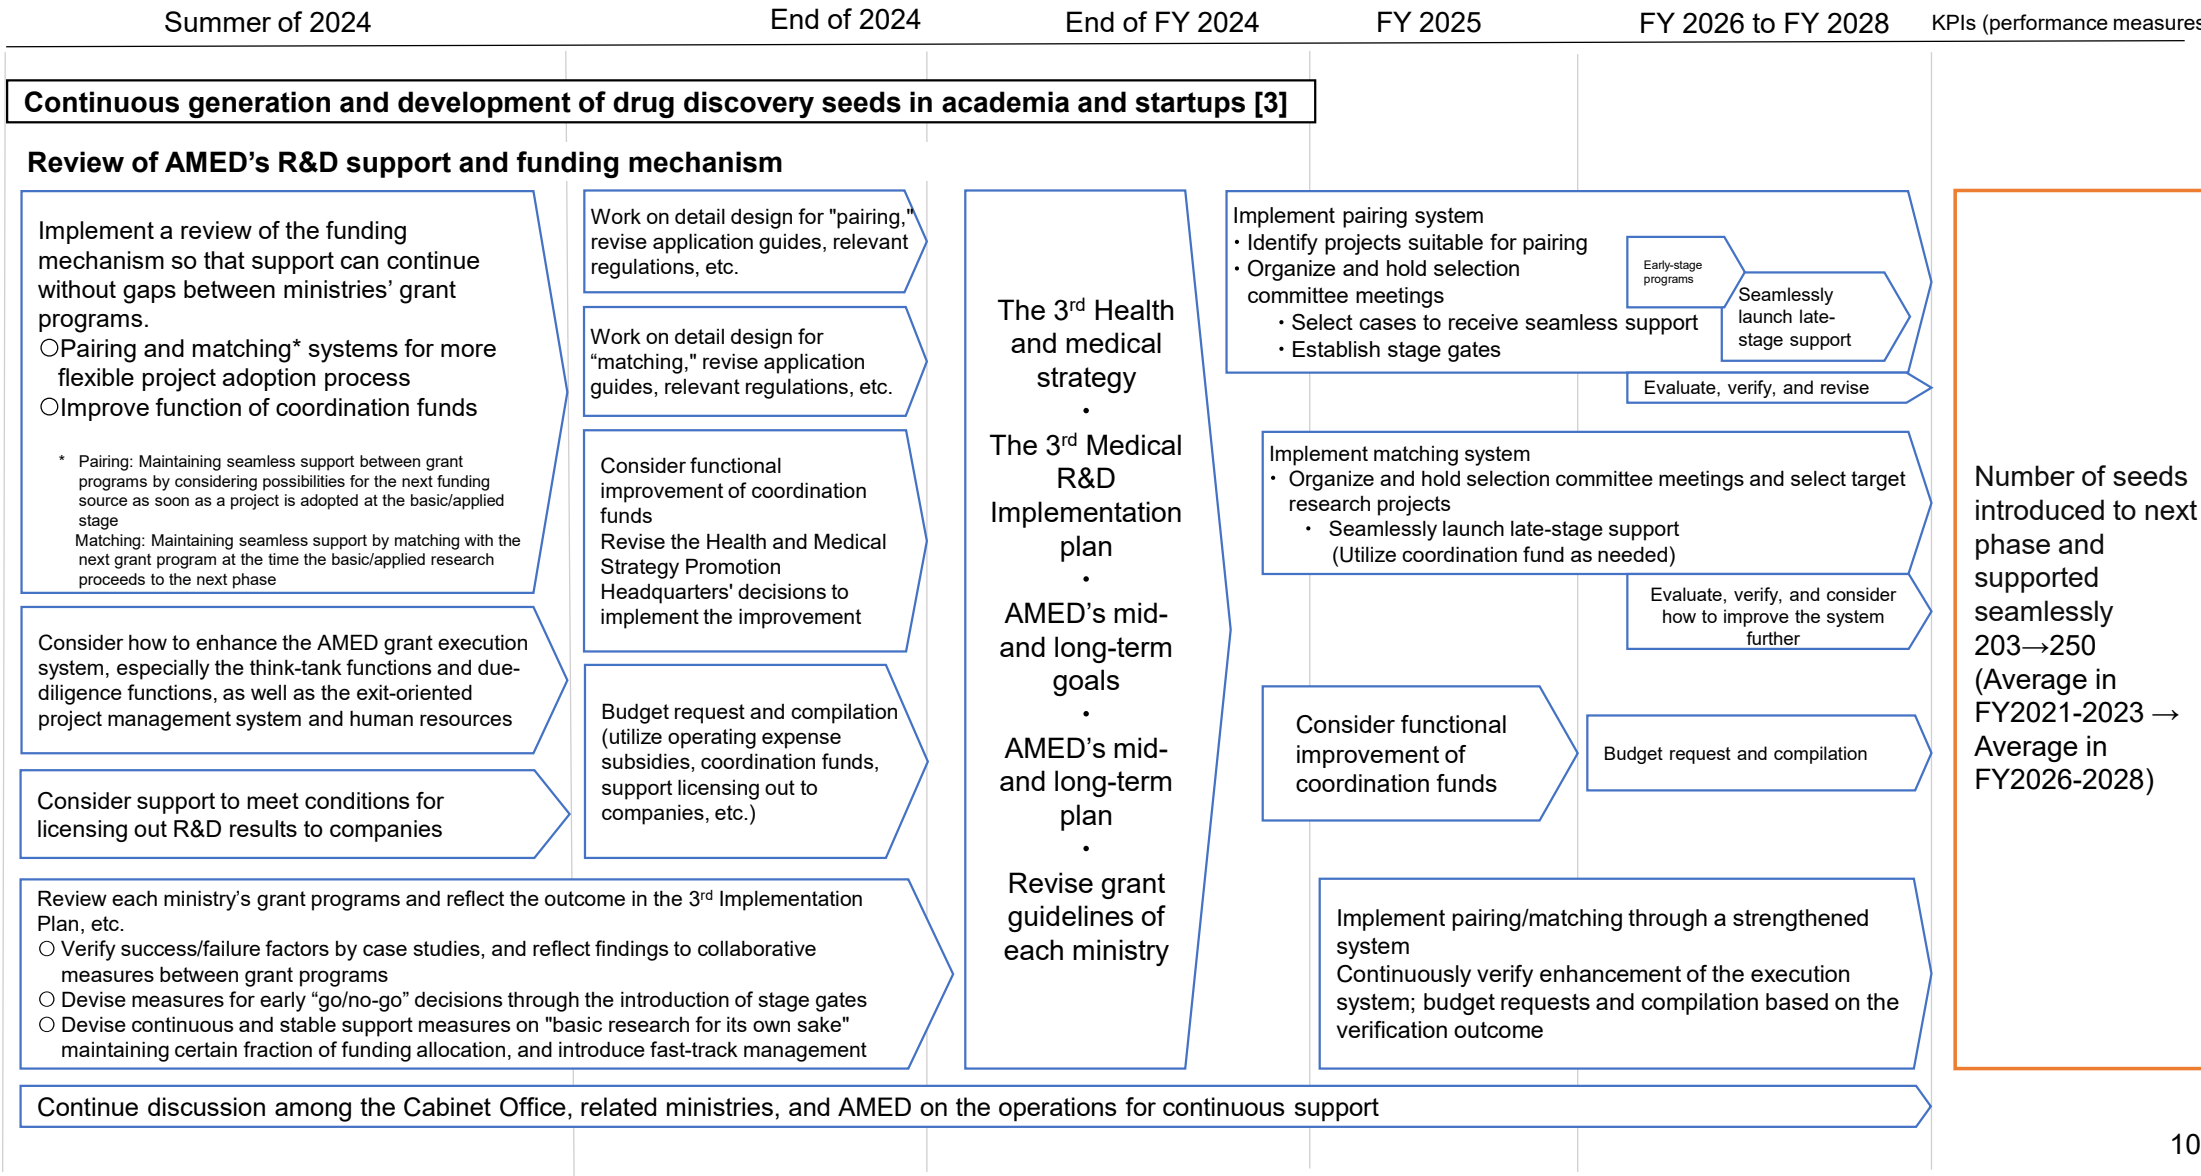 Summer of 2024
End of 2024
End of FY 2024
FY 2025
FY 2026 to FY 2028
KPIs (performance measures
Continuous generation and development of drug discovery seeds in academia and startups [3]
Review of AMED’s R&D support and funding mechanism
Implement a review of the funding
mechanism so that support can continue
without gaps between ministries’ grant
programs.
○Pairing and matching* systems for more
flexible project adoption process
○Improve function of coordination funds
* Pairing: Maintaining seamless support between grant
programs by considering possibilities for the next funding
source as soon as a project is adopted at the basic/applied
stage
Matching: Maintaining seamless support by matching with the
next grant program at the time the basic/applied research
proceeds to the next phase
Consider how to enhance the AMED grant execution
system, especially the think-tank functions and due-
diligence functions, as well as the exit-oriented
project management system and human resources
Consider support to meet conditions for
licensing out R&D results to companies
Review each ministry’s grant programs and reflect the outcome in the 3rd Implementation
Plan, etc.
○ Verify success/failure factors by case studies, and reflect findings to collaborative
measures between grant programs
○ Devise measures for early “go/no-go” decisions through the introduction of stage gates
○ Devise continuous and stable support measures on "basic research for its own sake"
maintaining certain fraction of funding allocation, and introduce fast-track management
Work on detail design for "pairing,"
revise application guides, relevant
regulations, etc.
Work on detail design for
“matching," revise application
guides, relevant regulations, etc.
Consider functional
improvement of coordination
funds
Revise the Health and Medical
Strategy Promotion
Headquarters' decisions to
implement the improvement
Budget request and compilation
(utilize operating expense
subsidies, coordination funds,
support licensing out to
companies, etc.)
The 3rd Health
and medical
strategy
・
The 3rd Medical
R&D
Implementation
plan
・
AMED’s mid-
and long-term
goals
・
AMED’s mid-
and long-term
plan
・
Revise grant
guidelines of
each ministry
Implement pairing system
・Identify projects suitable for pairing
・Organize and hold selection
committee meetings
・Select cases to receive seamless support
・Establish stage gates
Early-stage
programs
Seamlessly
launch late-
stage support
Evaluate, verify, and revise
Implement matching system
・ Organize and hold selection committee meetings and select target
research projects
・ Seamlessly launch late-stage support
(Utilize coordination fund as needed)
Evaluate, verify, and consider
how to improve the system
further
Consider functional
improvement of
coordination funds
Budget request and compilation
Implement pairing/matching through a strengthened
system
Continuously verify enhancement of the execution
system; budget requests and compilation based on the
verification outcome
Number of seeds
introduced to next
phase and
supported
seamlessly
203→250
(Average in
FY2021-2023 →
Average in
FY2026-2028)
Continue discussion among the Cabinet Office, related ministries, and AMED on the operations for continuous support
10